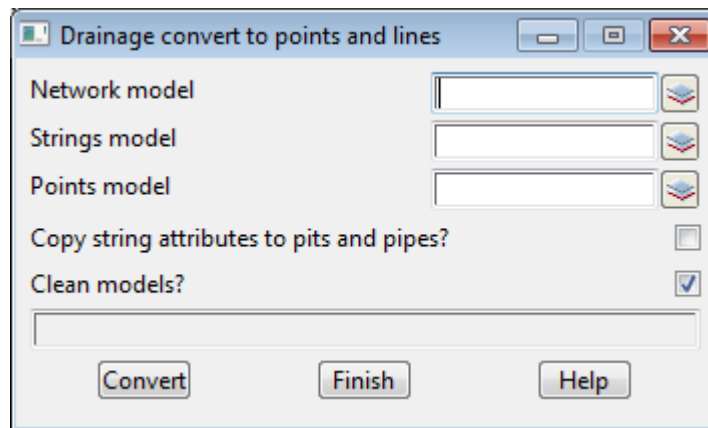 Drainage convert to points and lines
Network model
Strings model
Points model
Copy string attributes to pits and pipes?
Clean models?
Convert Finish Help